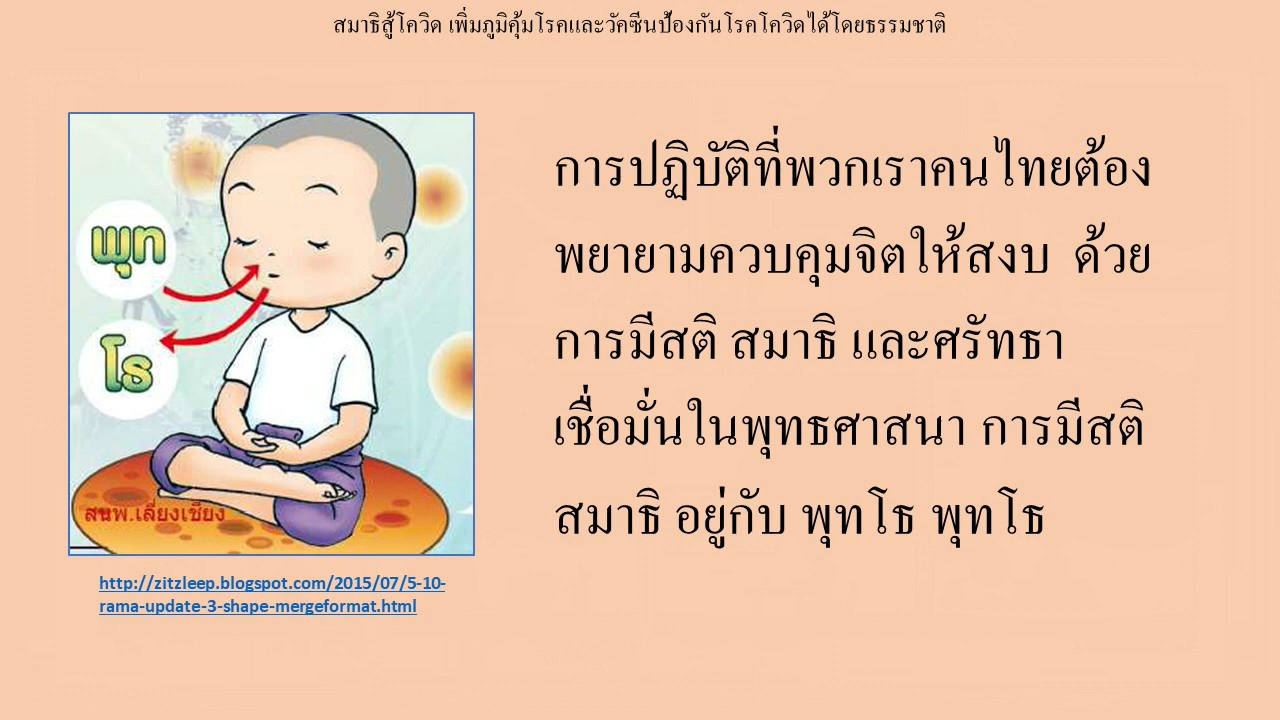 สมาธิสู้โควิด เพิ่มภูมิคุ้มโรคและวัคซีนป้องกันโรคโควิดได้โดยธรรมชาติ
พุท
โธ
สนพ.เลี่ยงเชียง
http://zitzleep.blogspot.com/2015/07/5-10-
rama-update-3-shape-mergeformat.html
การปฏิบัติที่พวกเราคนไทยต้อง
พยายามควบคุมจิตให้สงบ ด้วย
การมีสติ สมาธิ และศรัทธา
เชื่อมั่นในพุทธศาสนา การมีสติ
สมาธิ อยู่กับ พุทโธ พุทโธ